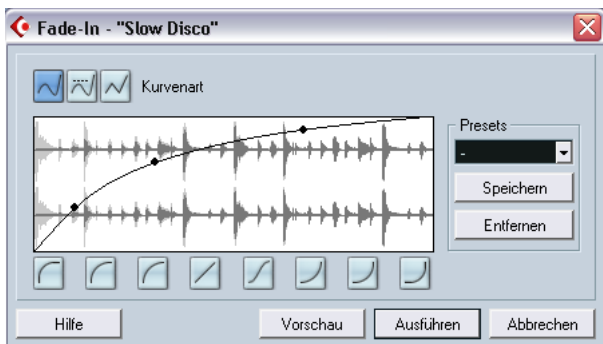 Fade-In - "Slow Disco"
Kurvenart
Presets
-
Speichern
Entfernen
Hilfe
Vorschau
Ausführen
Abbrechen